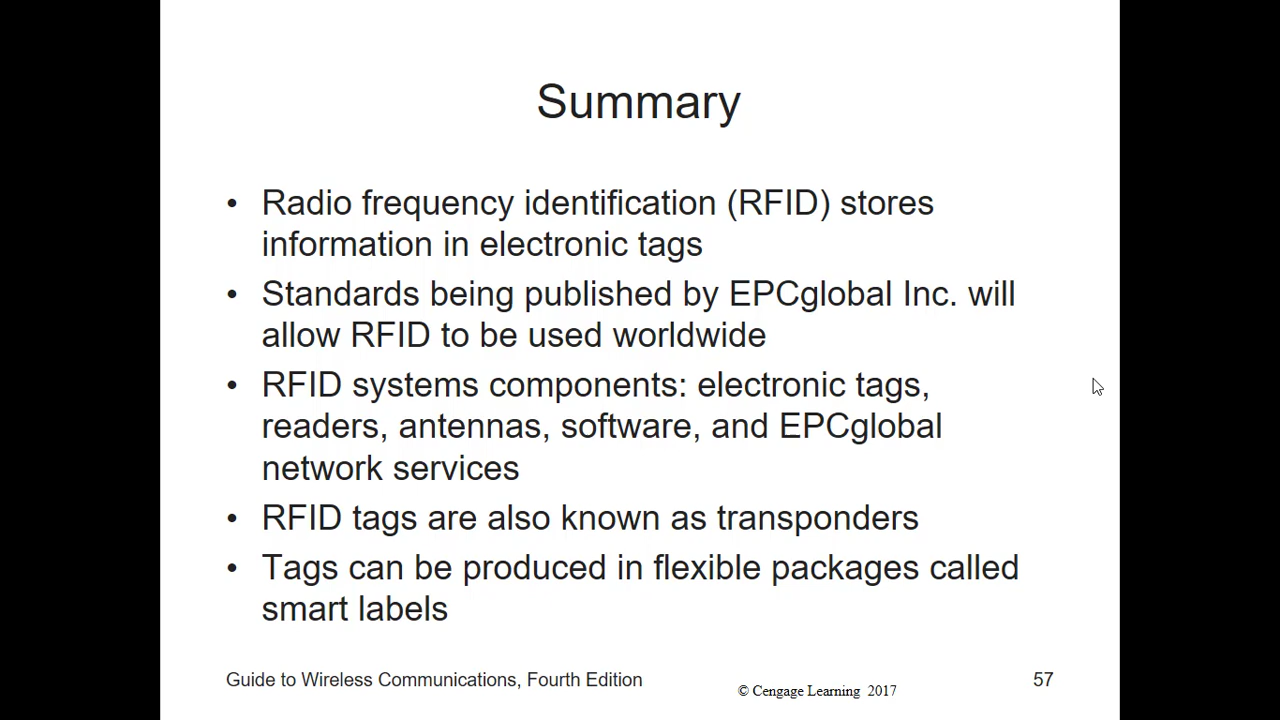 Summary
• Radio frequency identification (RFID) stores
information in electronic tags
• Standards being published by EPCglobal Inc. will
allow RFID to be used worldwide
• RFID systems components: electronic tags,
readers, antennas, software, and EPCglobal
network services
• RFID tags are also known as transponders
• Tags can be produced in flexible packages called
smart labels
Guide to Wireless Communications, Fourth Edition
© Cengage Learning 2017
57